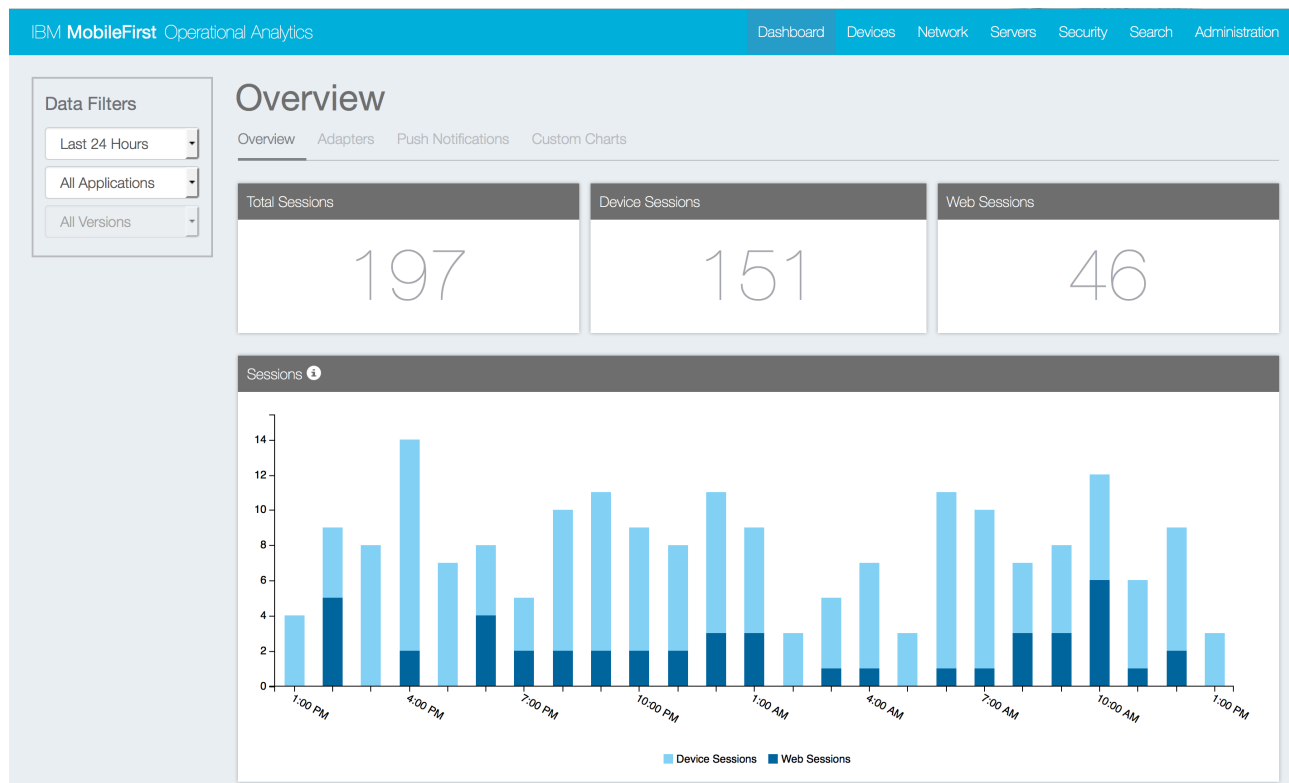 IBM MobileFirst Operational Analytics
Dashboard Devices Network Servers Security Search Administration
Data Filters
Last 24 Hours
All Applications
All Versions
Overview
Overview Adapters Push Notifications Custom Charts
Total Sessions
197
Device Sessions
151
Web Sessions
46
Sessions
14
12
10
8
6
4
2
0
1:00 PM 4:00 PM 7:00 PM 10:00 PM 1:00 AM 4:00 AM 7:00 AM 10:00 AM 1:00 PM
Device Sessions Web Sessions